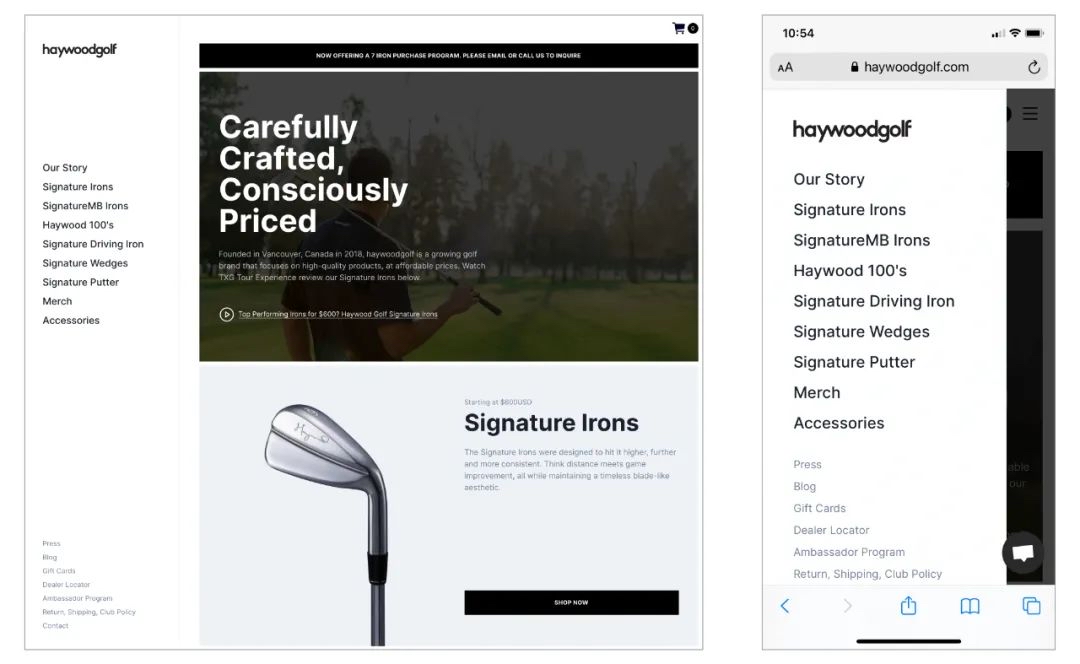 haywoodgolf
0
NOW OFFERING A 7 IRON PURCHASE PROGRAM. PLEASE EMAIL OR CALL US TO INQUIRE
Our Story
Signature Irons
SignatureMB Irons
Haywood 100's
Signature Driving Iron
Signature Wedges
Signature Putter
Merch
Accessories
Press
Blog
Gift Cards
Dealer Locator
Ambassador Program
Return, Shipping, Club Policy
Contact
Carefully
Crafted,
Consciously
Priced
Founded in Vancouver, Canada in 2018, haywoodgolf is a growing golf
brand that focuses on high-quality products, at affordable prices. Watch
TXG Tour Experience review our Signature Irons below.
Top Performing Irons for $600? Haywood Golf Signature Irons
Starting at $600USD
Signature Irons
The Signature Irons were designed to hit it higher, further
and more consistent. Think distance meets game
improvement, all while maintaining a timeless blade-like
aesthetic.
SHOP NOW
10:54
AA
haywoodgolf.com
haywoodgolf
Our Story
Signature Irons
SignatureMB Irons
Haywood 100's
Signature Driving Iron
Signature Wedges
Signature Putter
Merch
Accessories
Press
Blog
Gift Cards
Dealer Locator
Ambassador Program
Return, Shipping, Club Policy
able
our